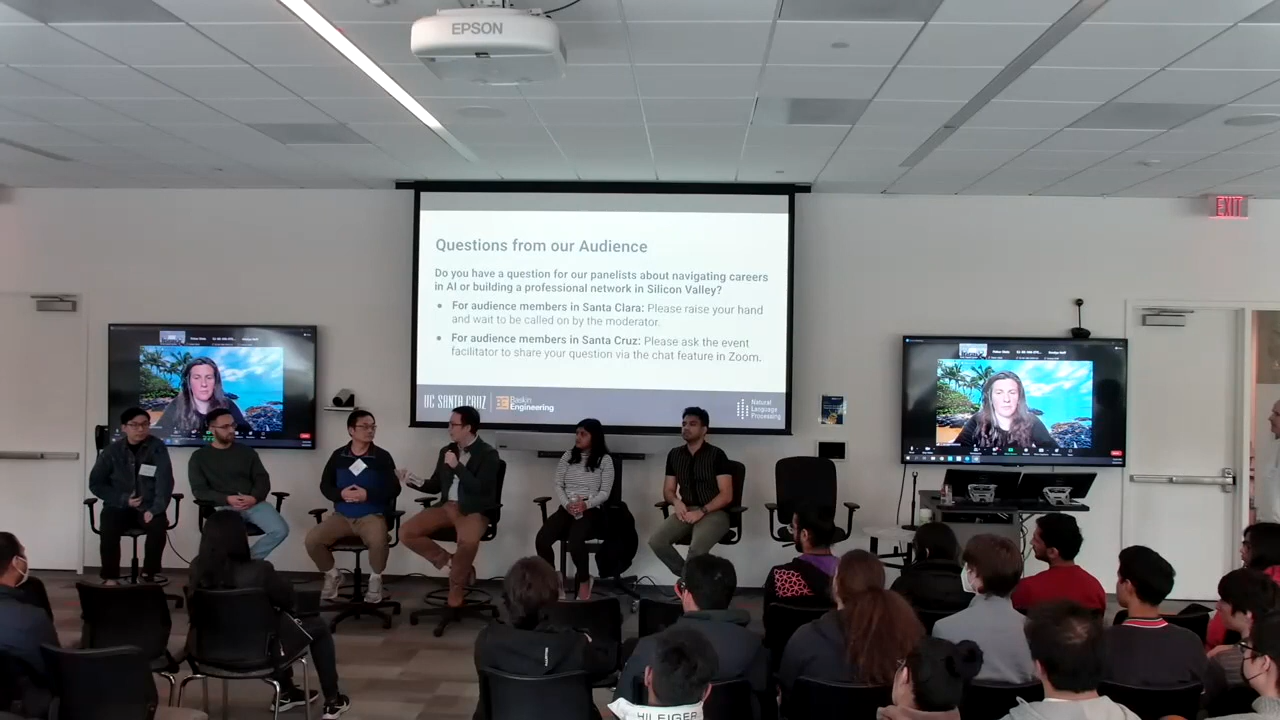 EPSON
EXIT
Questions from our Audience
Do you have a question for our panelists about navigating careers
in AI or building a professional network in Silicon Valley?
• For audience members in Santa Clara: Please raise your hand
and wait to be called on by the moderator.
• For audience members in Santa Cruz: Please ask the event
facilitator to share your question via the chat feature in Zoom.
UC SANTA CRUZ
Baskin
Engineering
Natural
Language
Processing
HILFIGER